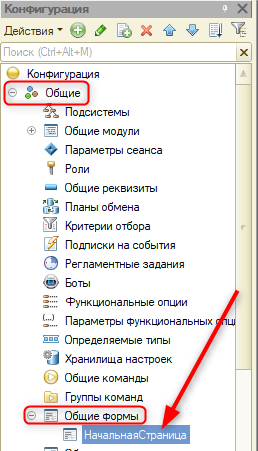 Конфигурация
Действия
Поиск (Ctrl+Alt+M)
Конфигурация
Общие
Подсистемы
Общие модули
Параметры сеанса
Роли
Общие реквизиты
Планы обмена
Критерии отбора
Подписки на события
Регламентные задания
Боты
Функциональные опции
Параметры функциональных опц
Определяемые типы
Хранилища настроек
Общие команды
Группы команд
Общие формы
НачальнаяСтраница